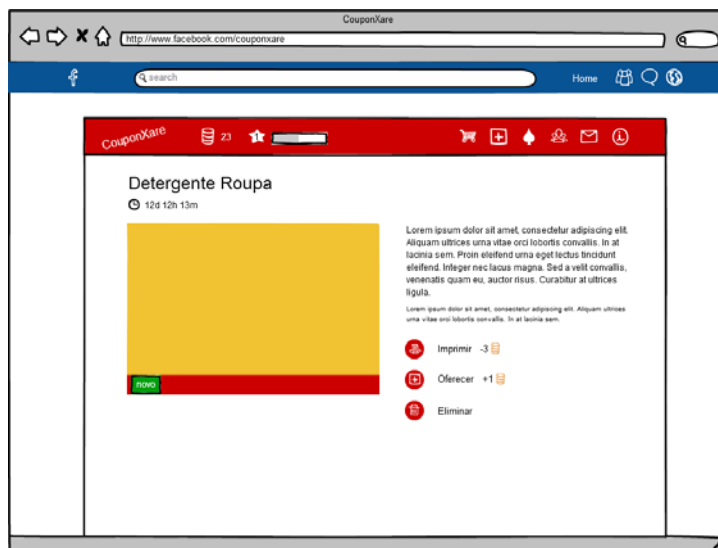 CouponXare
http://www.facebook.com/couponxare
search
Home
CouponXare
23
1
Detergente Roupa
12d 12h 13m
Lorem ipsum dolor sit amet, consectetur adipiscing elit.
Aliquam ultrices urna vitae orci lobortis convallis. In at
lacinia sem. Proin eleifend urna eget lectus tincidunt
eleifend. Integer nec lacus magna. Sed a velit convallis,
venenatis quam eu, auctor risus. Curabitur at ultrices
ligula.
Lorem ipsum dolor sit amet, consectetur adipiscing elit. Aliquam ultrices
urna vitae orci lobortis convallis. In at lacinia sem.
Imprimir -3
novo
Oferecer +1
Eliminar